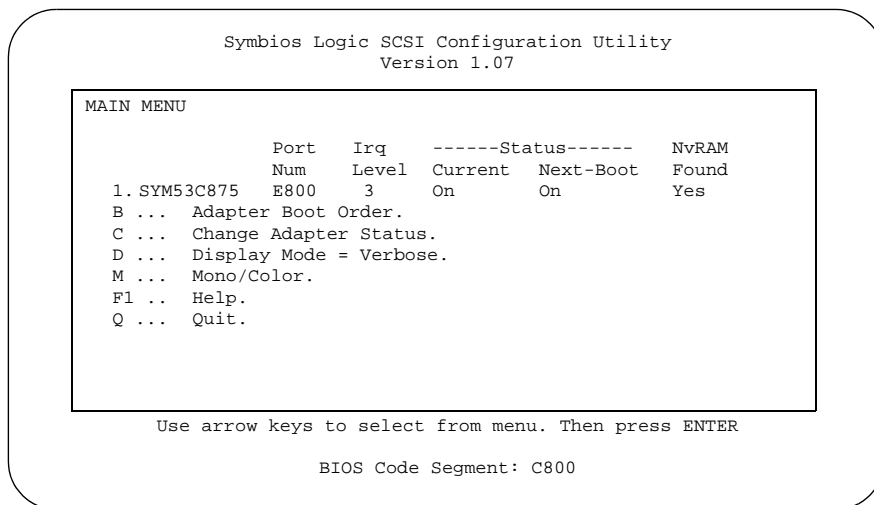 Symbios Logic SCSI Configuration Utility
Version 1.07
MAIN MENU
Port Irq ------Status------ NvRAM
Num Level Current Next-Boot Found
1. SYM53C875 E800 3 On On Yes
B ... Adapter Boot Order.
C ... Change Adapter Status.
D ... Display Mode = Verbose.
M ... Mono/Color.
F1 .. Help.
Q ... Quit.
Use arrow keys to select from menu. Then press ENTER
BIOS Code Segment: C800